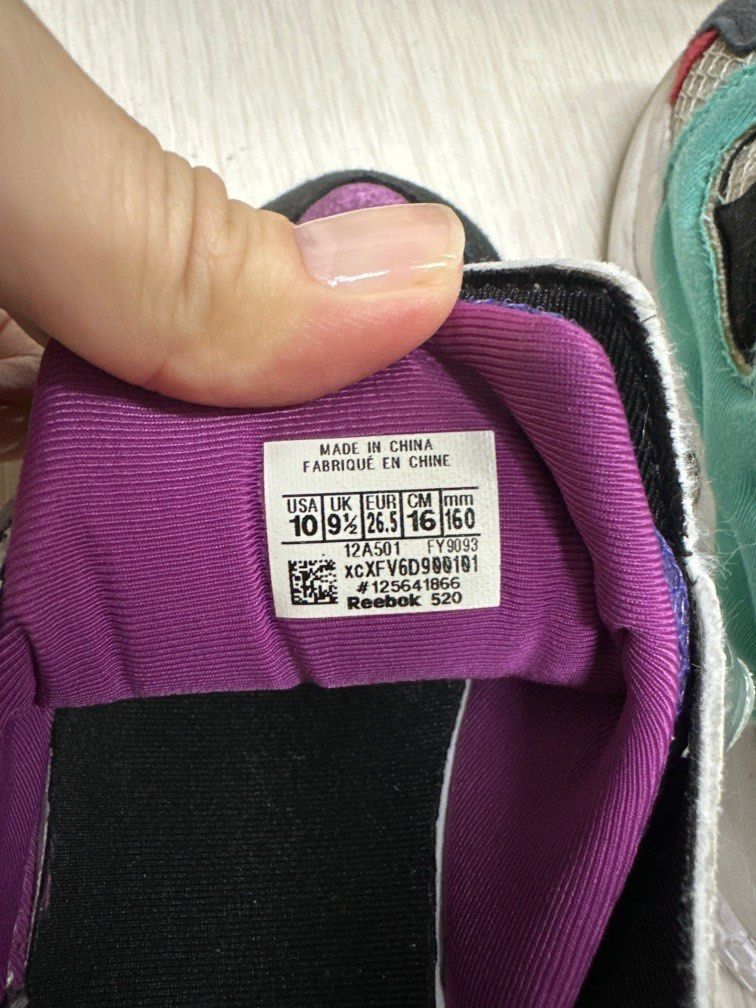 MADE IN CHINA
FABRIQUÉ EN CHINE
USA UK EUR CM mm
10 9½ 26.5 16 160
12A501 FY9093
xcXFV6D900101
#125641866
Reebok 520